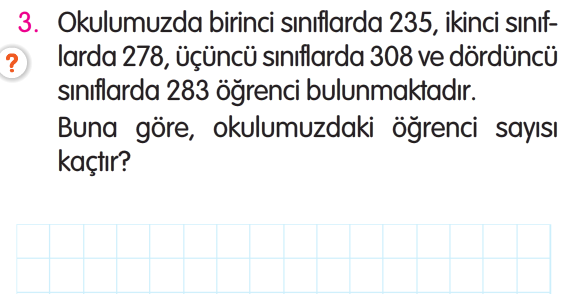 3. Okulumuzda birinci sınıflarda 235, ikinci sınıf-
? larda 278, üçüncü sınıflarda 308 ve dördüncü
sınıflarda 283 öğrenci bulunmaktadır.
Buna göre, okulumuzdaki öğrenci sayısı
kaçtır?